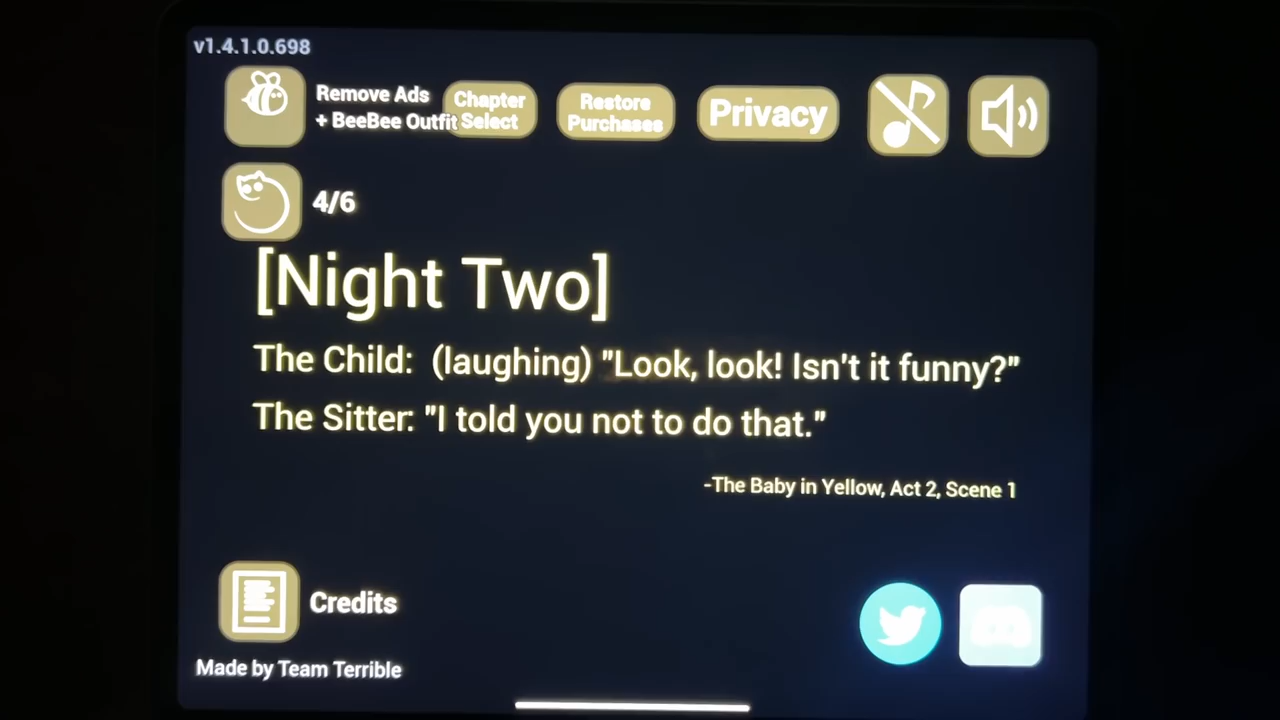 v1.4.1.0.698
Remove Ads
+ BeeBee Outfit
Chapter
Select
Restore
Purchases
Privacy
4/6
[Night Two]
The Child: (laughing) "Look, look! Isn't it funny?"
The Sitter: "I told you not to do that."
-The Baby in Yellow, Act 2, Scene 1
Credits
Made by Team Terrible